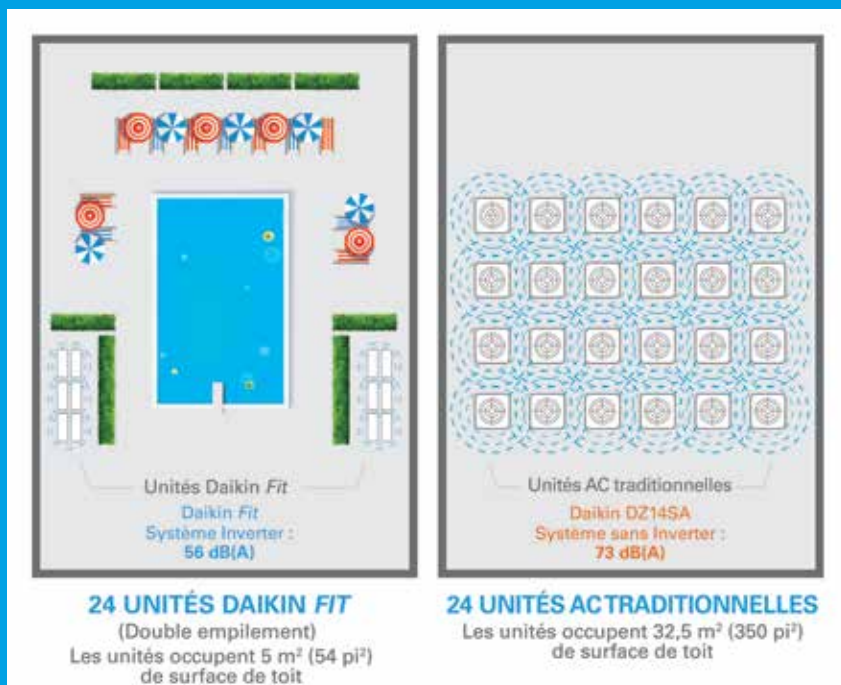 Unités Daikin Fit
Daikin Fit
Système Inverter :
56 dB(A)
24 UNITÉS DAIKIN FIT
(Double empilement)
Les unités occupent 5 m² (54 pi²)
de surface de toit
Unités AC traditionnelles
Daikin DZ14SA
Système sans Inverter :
73 dB(A)
24 UNITÉS AC TRADITIONNELLES
Les unités occupent 32,5 m² (350 pi²)
de surface de toit